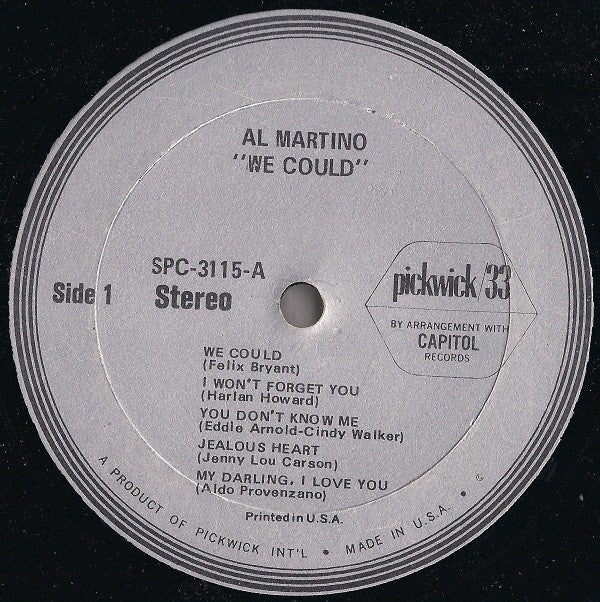 AL MARTINO
"WE COULD"
SPC-3115-A
Side 1 Stereo
pickwick/33
BY ARRANGEMENT WITH
CAPITOL
RECORDS
WE COULD
(Felix Bryant)
I WON'T FORGET YOU
(Harlan Howard)
YOU DON'T KNOW ME
(Eddie Arnold-Cindy Walker)
JEALOUS HEART
(Jenny Lou Carson)
MY DARLING, I LOVE YOU
(Aldo Provenzano)
Printed in U.S.A.
A PRODUCT OF PICKWICK INT'L • MADE IN U.S.A. • ©